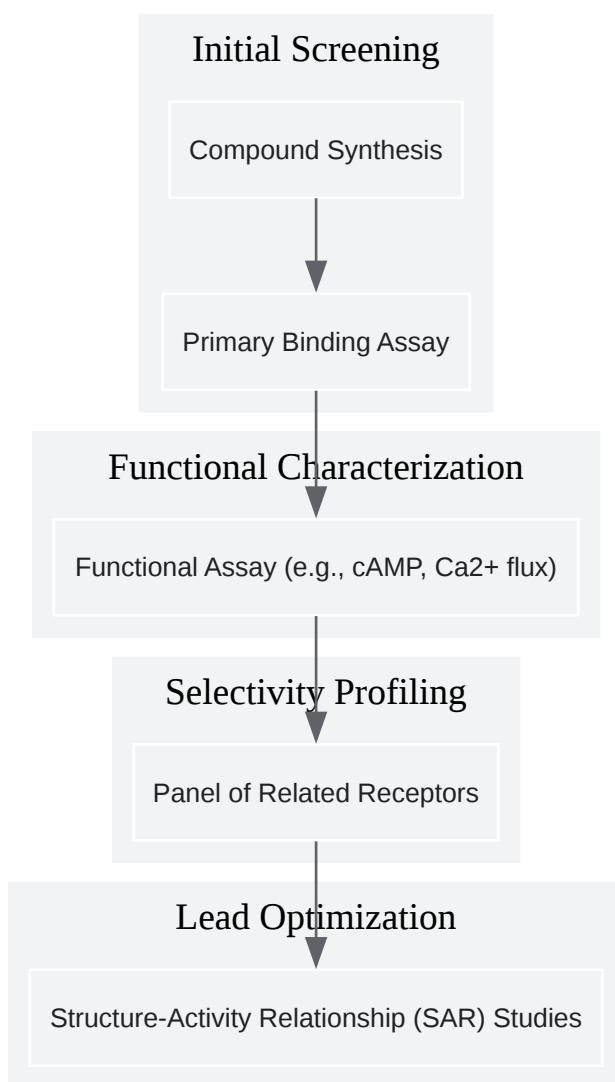 Initial Screening
Compound Synthesis
Primary Binding Assay
Functional Characterization
Functional Assay (e.g., cAMP, Ca2+ flux)
Selectivity Profiling
Panel of Related Receptors
Lead Optimization
Structure-Activity Relationship (SAR) Studies